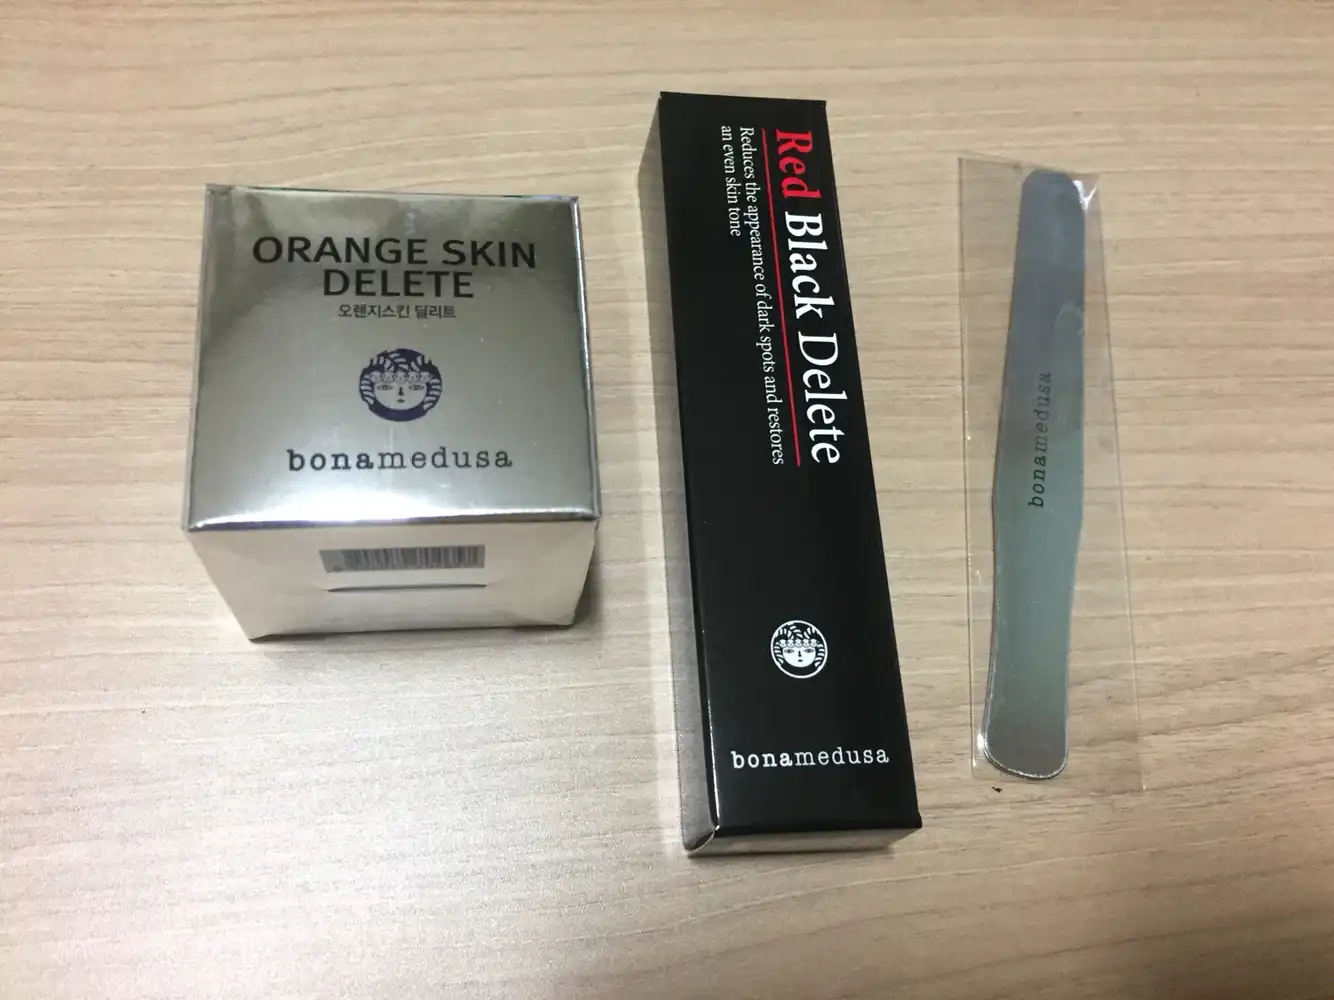 ORANGE SKIN
DELETE
오렌지스킨 딜리트
bonamedusa
Red Black Delete
Reduces the appearance of dark spots and restores
an even skin tone
bonamedusa
bonamedusa